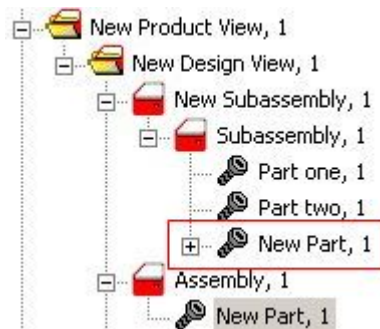 New Product View, 1
New Design View, 1
New Subassembly, 1
Subassembly, 1
Part one, 1
Part two, 1
New Part, 1
Assembly, 1
New Part, 1